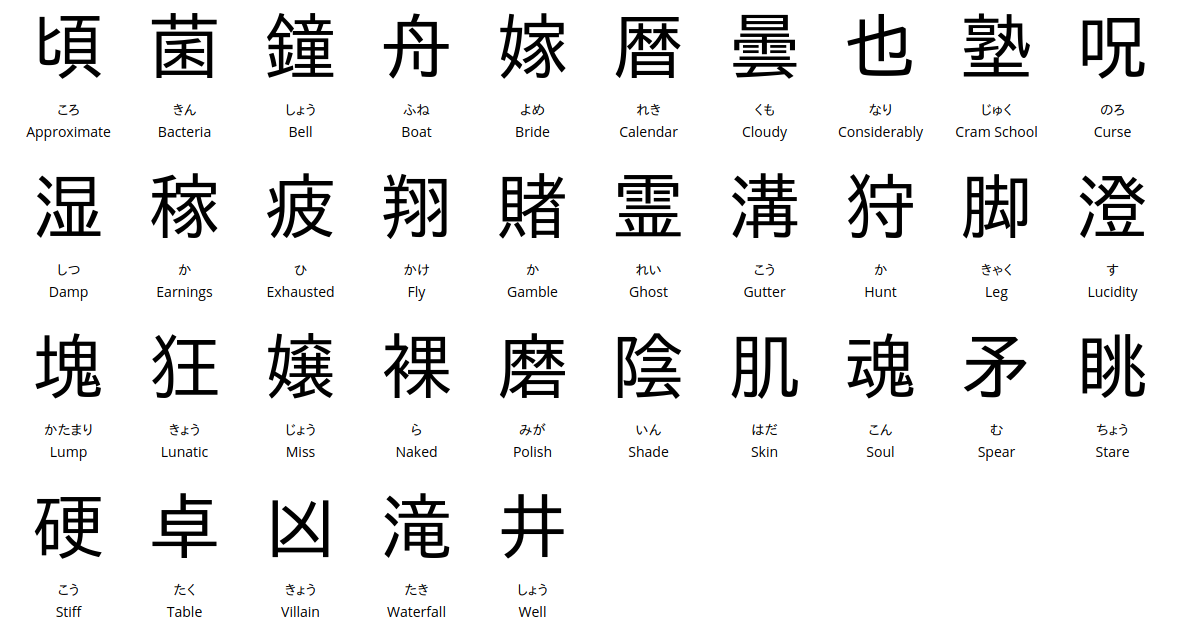 頃 菌 鐘 舟 嫁 暦 曇 也 塾 呪
ころ きん しょう ふね よめ れき くも なり じゅく のろ
Approximate Bacteria Bell Boat Bride Calendar Cloudy Considerably Cram School Curse
湿 稼 疲 翔 賭 霊 溝 狩 脚 澄
しつ か ひ かけ か れい こう か きゃく す
Damp Earnings Exhausted Fly Gamble Ghost Gutter Hunt Leg Lucidity
塊 狂 嬢 裸 磨 陰 肌 魂 矛 眺
かたまり きょう じょう ら みが いん はだ こん む ちょう
Lump Lunatic Miss Naked Polish Shade Skin Soul Spear Stare
硬 卓 凶 滝 井
こう たく きょう たき しょう
Stiff Table Villain Waterfall Well